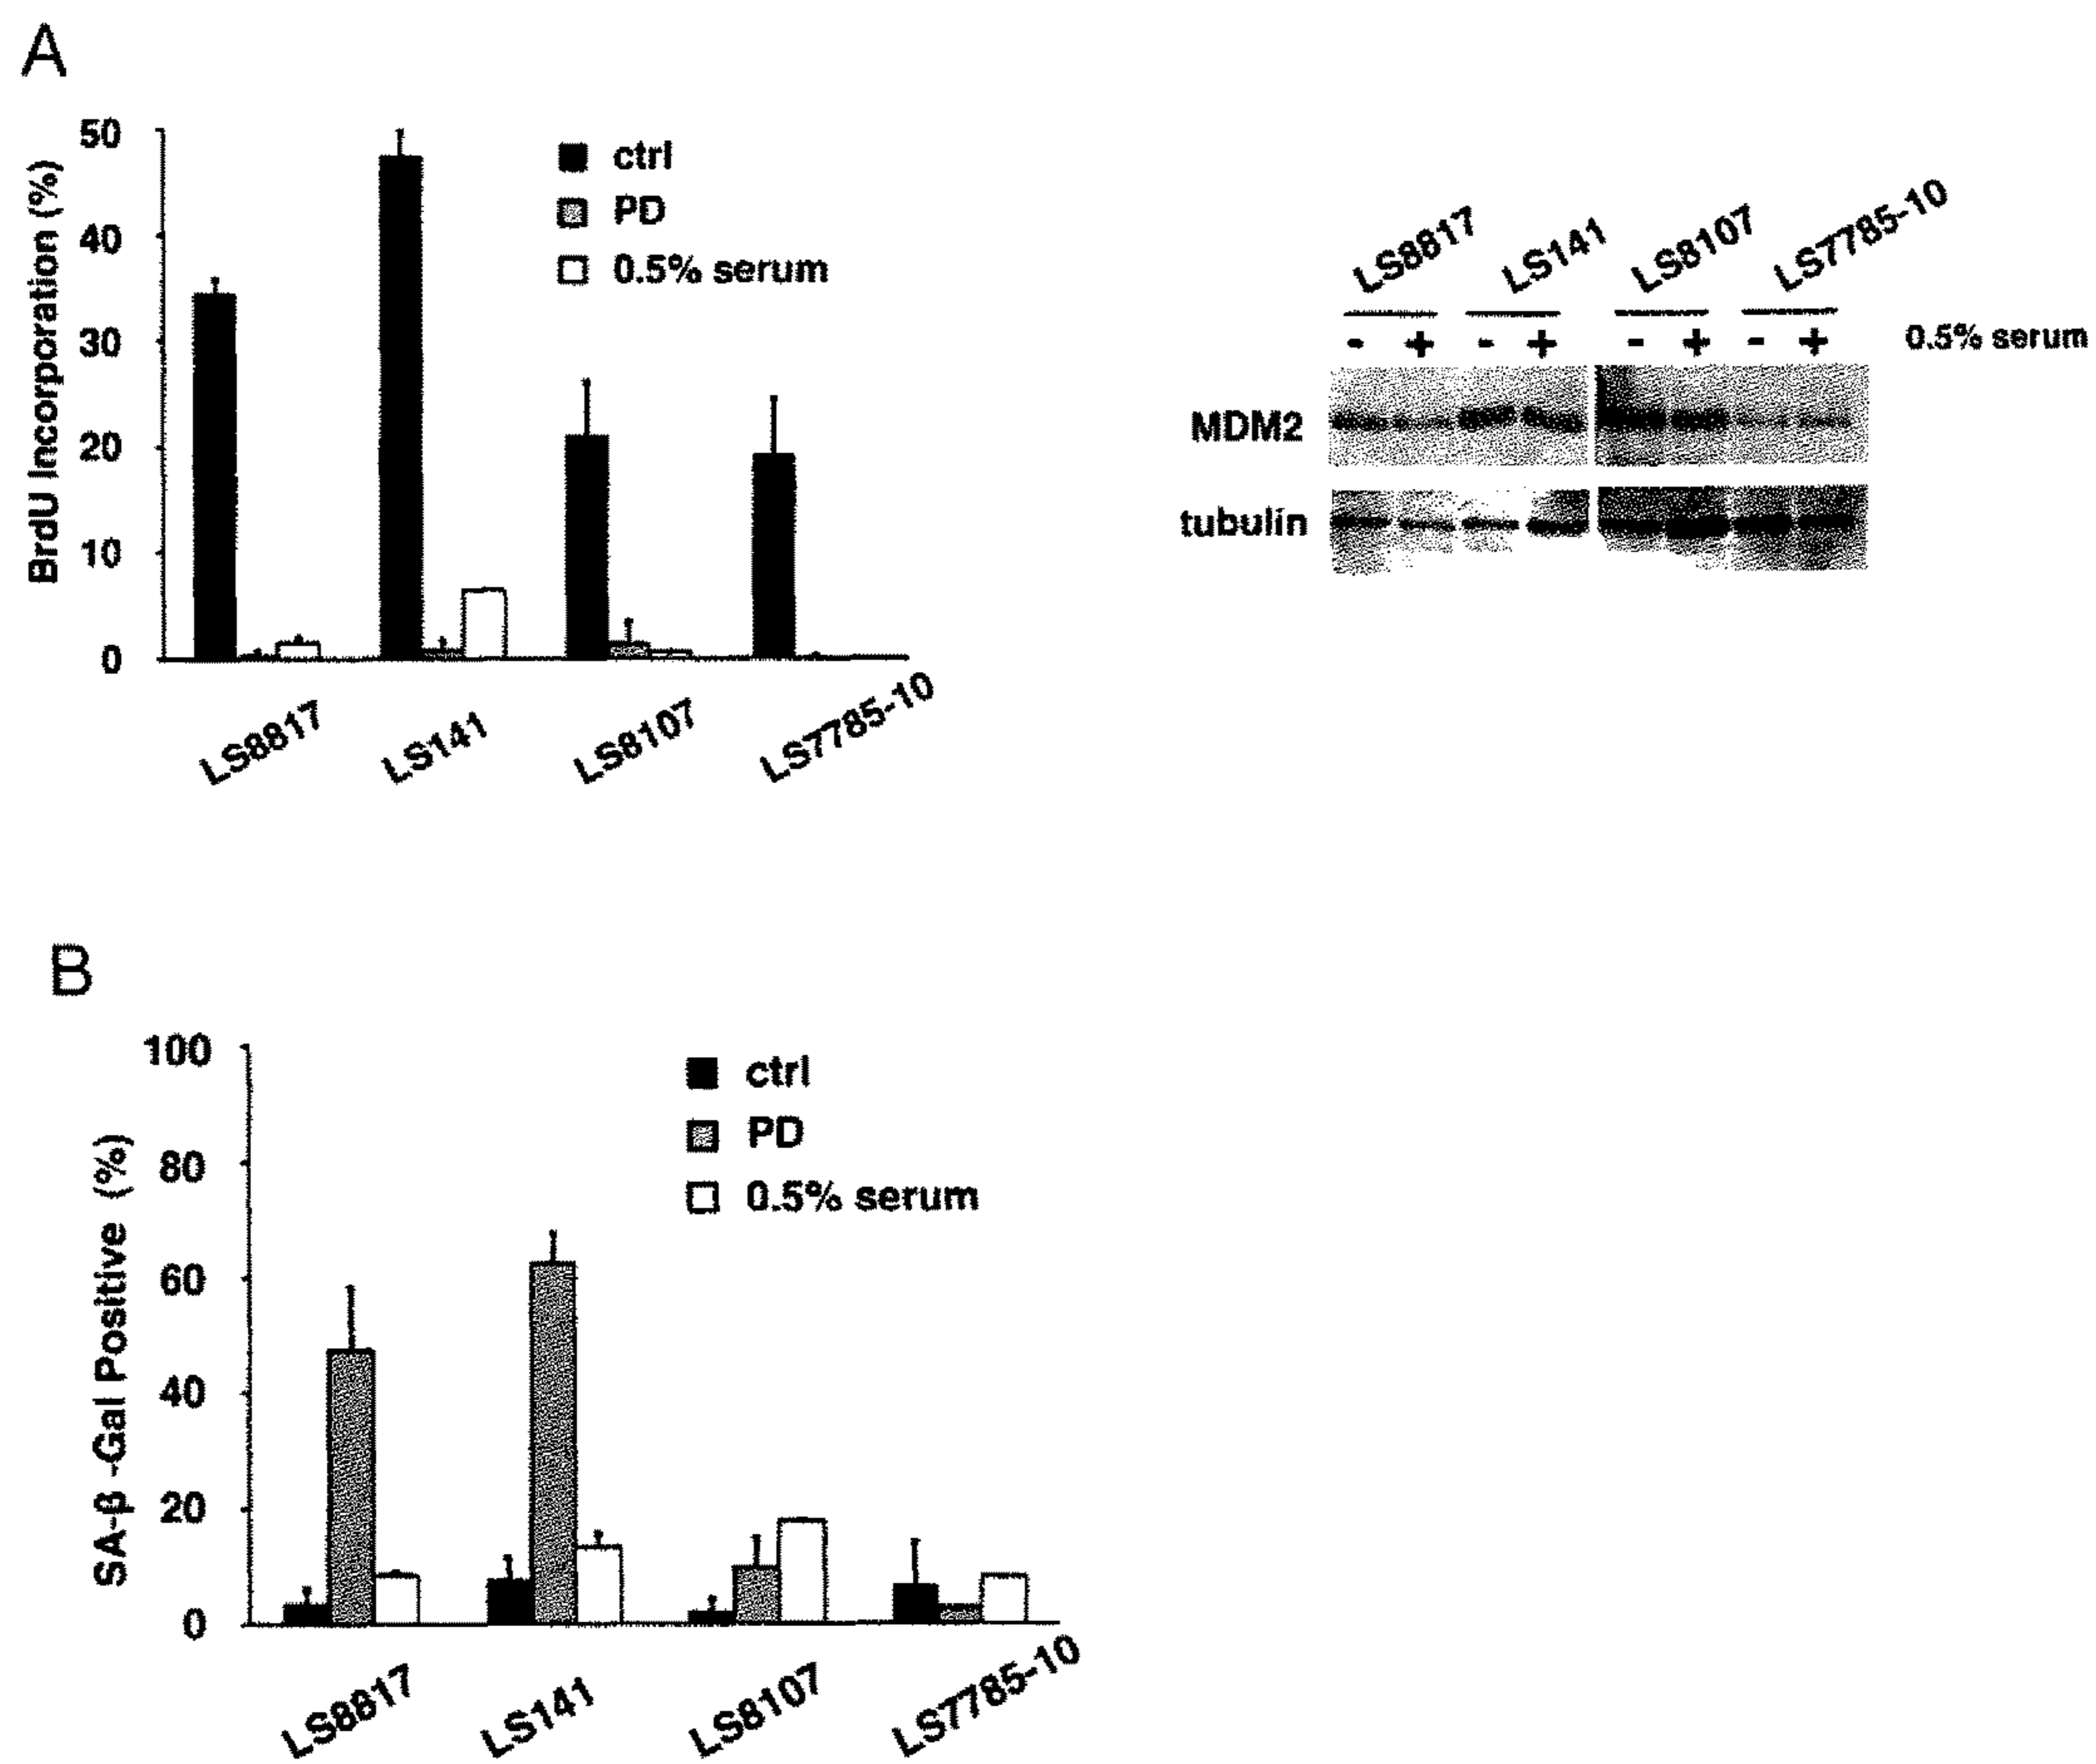 A
50
40
30
20
10
0
BrdU Incorporation (%)
ctrl
PD
0.5% serum
LS8817
LS141
LS8107
LS7785-10
LS8817
LS141
LS8107
LS7785-10
- + - + - + - + 0.5% serum
MDM2
tubulin
B
100
80
60
40
20
0
SA-β -Gal Positive (%)
ctrl
PD
0.5% serum
LS8817
LS141
LS8107
LS7785-10